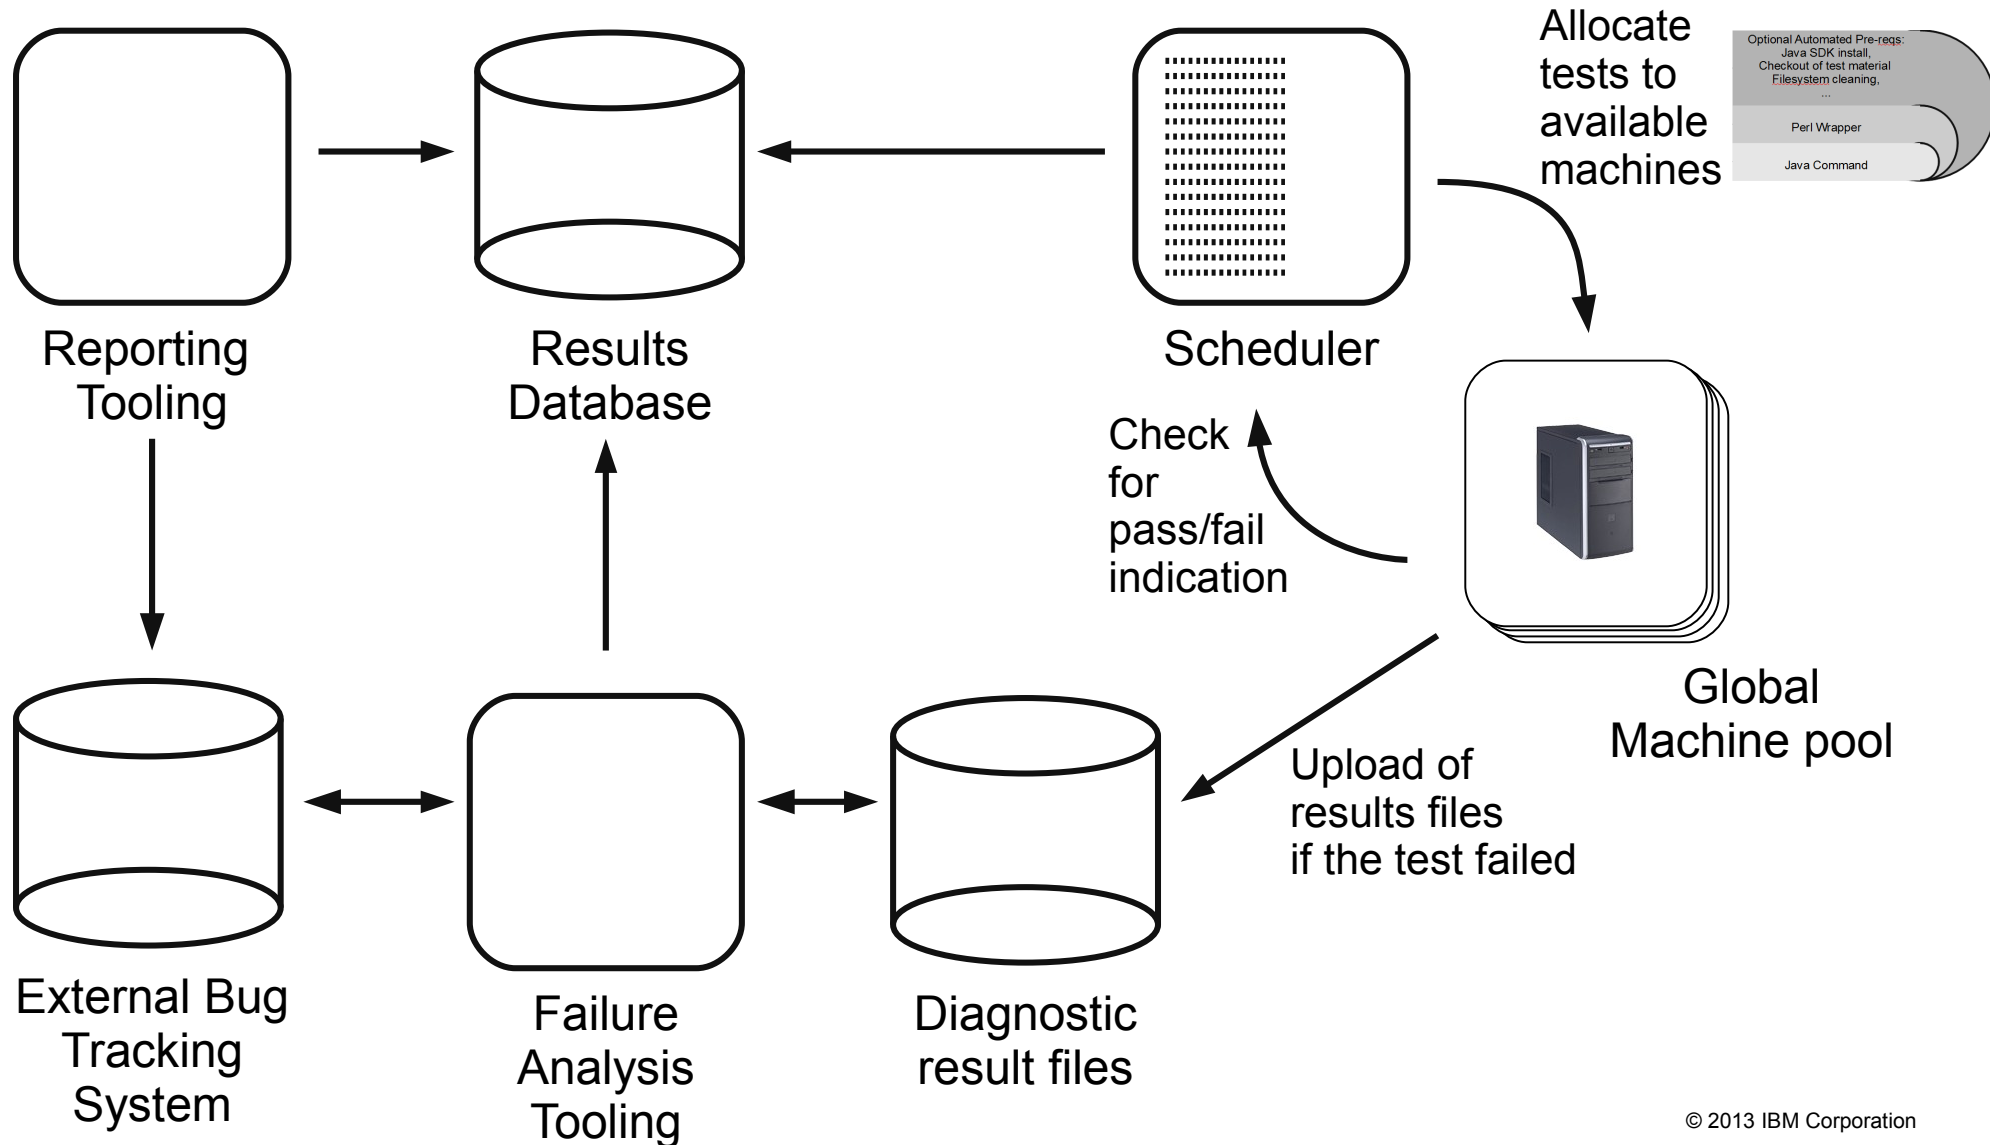 Allocate
tests to
available
machines
Optional Automated Pre-reqs:
Java SDK install,
Checkout of test material
Filesystem cleaning,
...
Perl Wrapper
Java Command
Reporting
Tooling
Results
Database
Scheduler
Check
for
pass/fail
indication
Global
Machine pool
Upload of
results files
if the test failed
External Bug
Tracking
System
Failure
Analysis
Tooling
Diagnostic
result files
© 2013 IBM Corporation